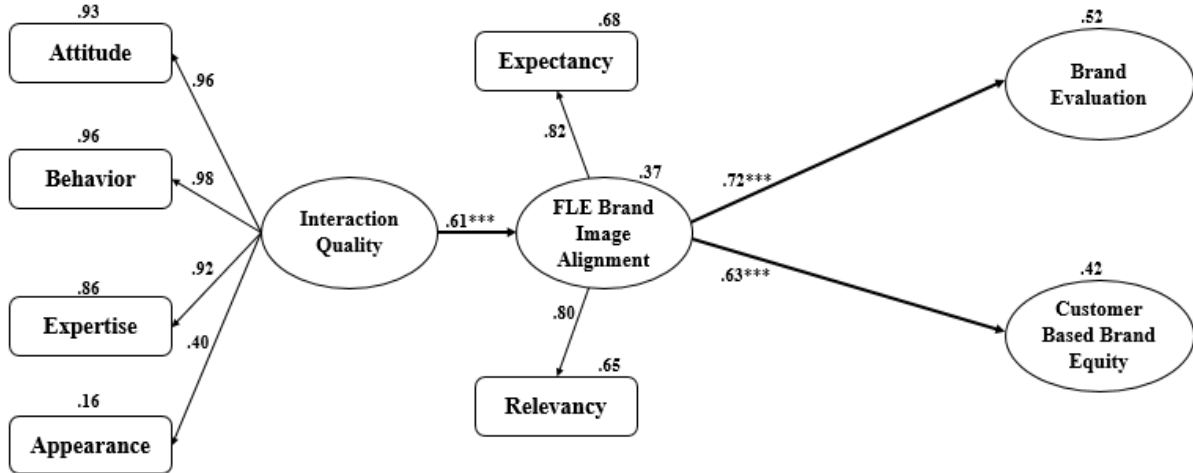 .93
Attitude
.96
.96
Behavior
.98
.86
Expertise
.92
.16
Appearance
.40
Interaction
Quality
.61***
.68
Expectancy
.82
.37
FLE Brand
Image
Alignment
.80
.65
Relevancy
.72***
.63***
.52
Brand
Evaluation
.42
Customer
Based Brand
Equity